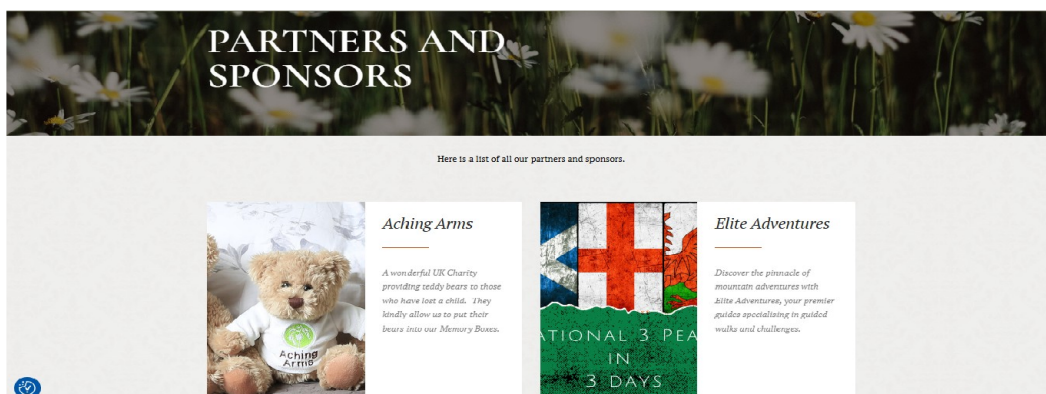 PARTNERS AND
SPONSORS
Here is a list of all our partners and sponsors.
Aching Arms
A wonderful UK Charity
providing teddy bears to those
who have lost a child. They
kindly allow us to put their
bears into our Memory Boxes.
Aching
Arms
Elite Adventures
Discover the pinnacle of
mountain adventures with
Elite Adventures, your premier
guides specialising in guided
walks and challenges.
ATIONAL 3 PEA
IN
3 DAYS